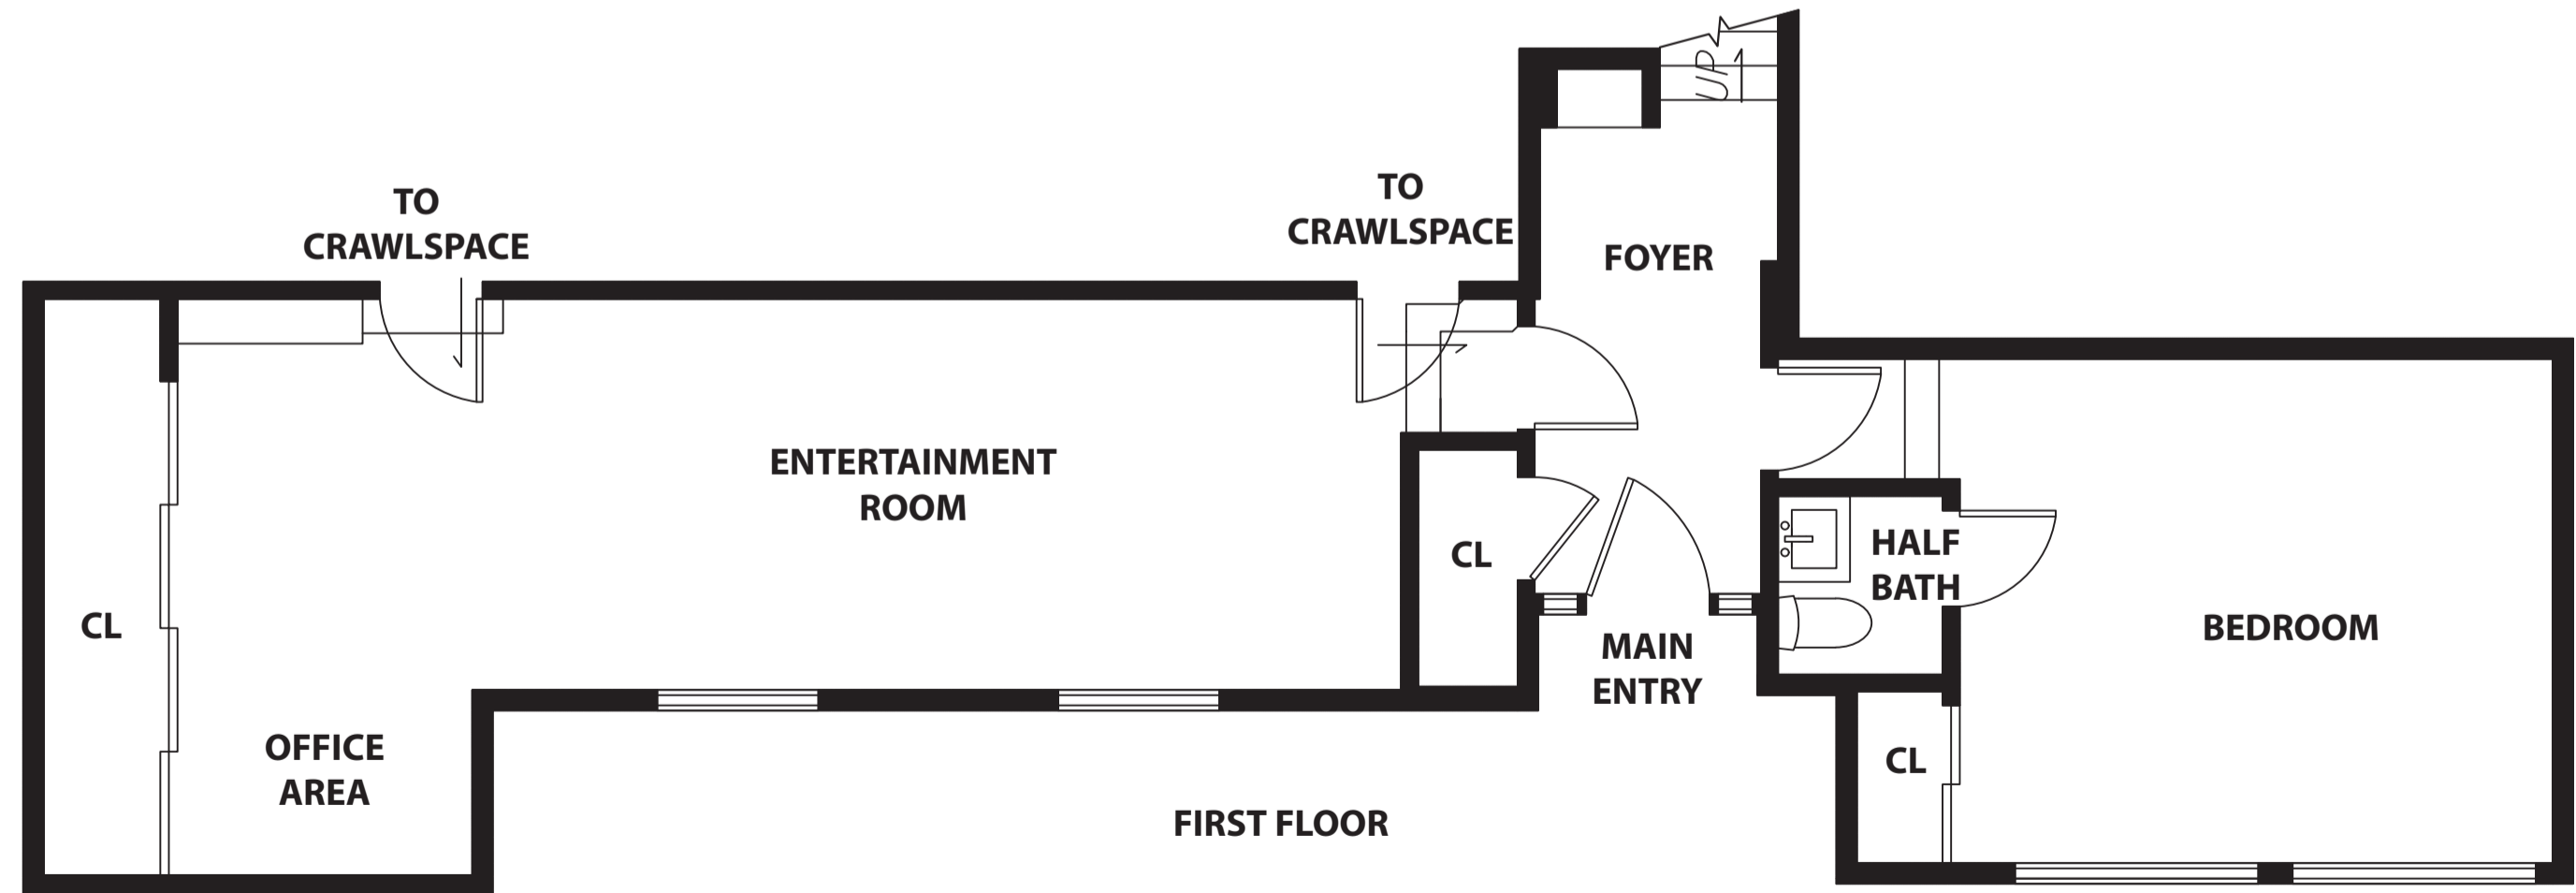 UP
TO
CRAWLSPACE
TO
CRAWLSPACE
FOYER
ENTERTAINMENT
ROOM
CL
HALF
BATH
CL
BEDROOM
MAIN
ENTRY
OFFICE
AREA
CL
FIRST FLOOR